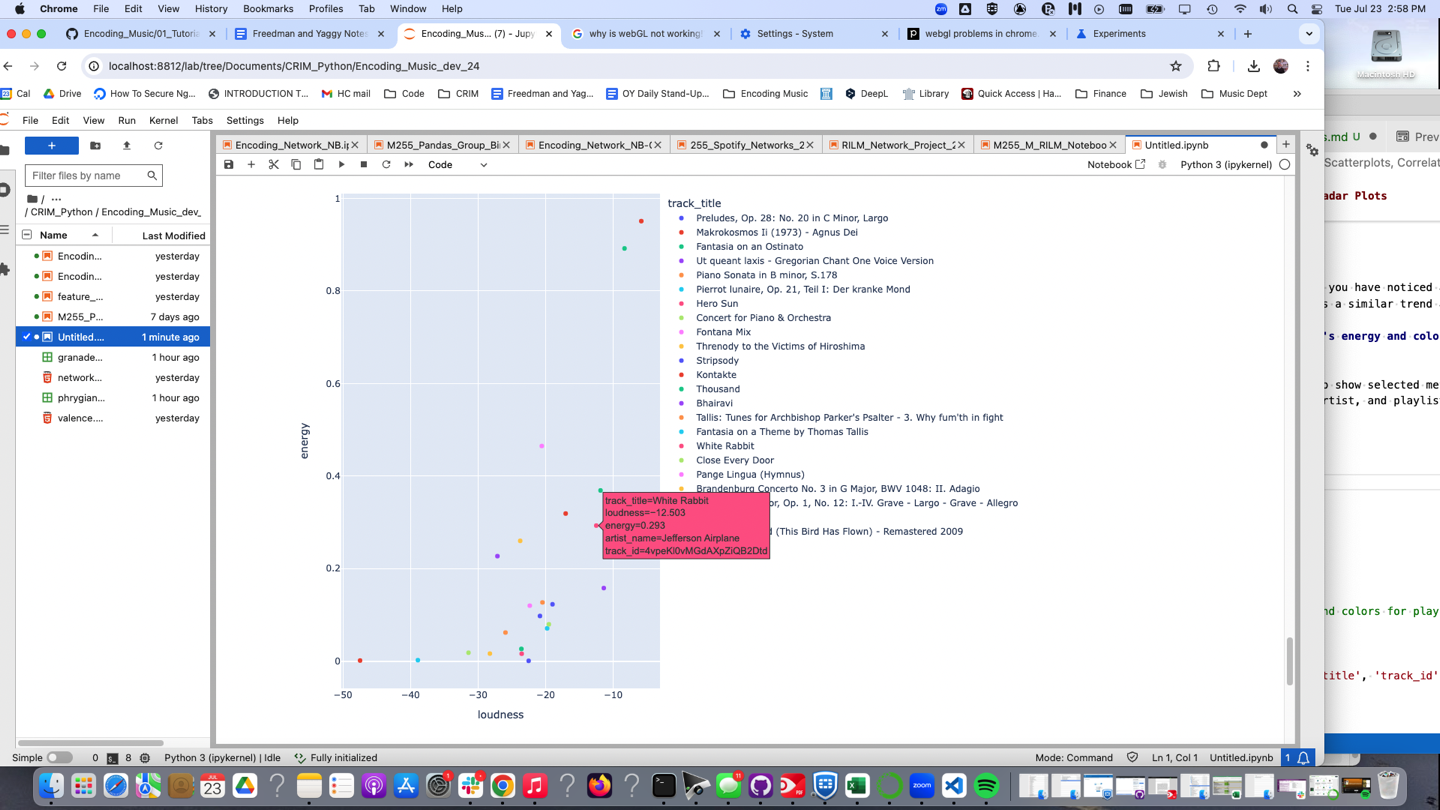 Chrome File Edit View History Bookmarks Profiles Tab Window Help Tue Jul 23 2:58 PM
Encoding_Music/01_Tutoria Freedman and Yaggy Notes Encoding_Mus... (7) - Jupy why is webGL not working! Settings - System webgl problems in chrome Experiments
localhost:8812/lab/tree/Documents/CRIM_Python/Encoding_Music_dev_24
Cal Drive How To Secure Ng... INTRODUCTION T... HC mail Code CRIM Freedman and Yag... OY Daily Stand-Up... Encoding Music DeepL Library Quick Access | Ha... Finance Jewish Music Dept
Macintosh HD
File Edit View Run Kernel Tabs Settings Help
Encoding_Network_NB.ip M255_Pandas_Group_Bi Encoding_Network_NB-C 255_Spotify_Networks_2 RILM_Network_Project_2 M255_M_RILM_Noteboo Untitled.ipynb
s.md U Prev
Code Notebook Python 3 (ipykernel)
Scatterplots, Correlat
Filter files by name
/ ...
/ CRIM_Python / Encoding_Music_dev_
Name Last Modified
Encodin... yesterday
Encodin... yesterday
feature_... yesterday
M255_P... 7 days ago
Untitled.... 1 minute ago
granade... 1 hour ago
network... yesterday
phrygian... 1 hour ago
valence.... yesterday
1
0.8
0.6
0.4
0.2
0
energy
−50 −40 −30 −20 −10
loudness
track_title
Preludes, Op. 28: No. 20 in C Minor, Largo
Makrokosmos Ii (1973) - Agnus Dei
Fantasia on an Ostinato
Ut queant laxis - Gregorian Chant One Voice Version
Piano Sonata in B minor, S.178
Pierrot lunaire, Op. 21, Teil I: Der kranke Mond
Hero Sun
Concert for Piano & Orchestra
Fontana Mix
Threnody to the Victims of Hiroshima
Stripsody
Kontakte
Thousand
Bhairavi
Tallis: Tunes for Archbishop Parker's Psalter - 3. Why fum'th in fight
Fantasia on a Theme by Thomas Tallis
White Rabbit
Close Every Door
Pange Lingua (Hymnus)
Brandenburg Concerto No. 3 in G Major, BWV 1048: II. Adagio
or, Op. 1, No. 12: I.-IV. Grave - Largo - Grave - Allegro
d (This Bird Has Flown) - Remastered 2009
track_title=White Rabbit
loudness=−12.503
energy=0.293
artist_name=Jefferson Airplane
adar Plots
you have noticed
s a similar trend
's energy and colo
o show selected me
rtist, and playlis
nd colors for play
title', 'track_id'
Simple 0 8 Python 3 (ipykernel) | Idle Fully initialized Mode: Command Ln 1, Col 1 Untitled.ipynb 1
JUL
23
zoom